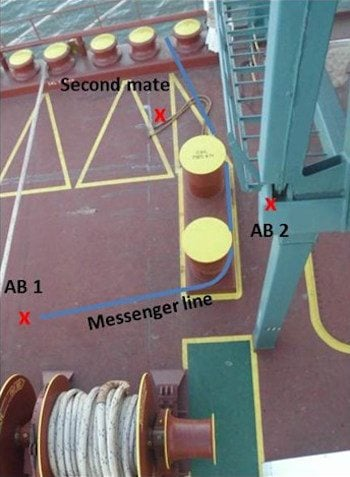 Second mate
X
X
AB 2
AB 1
X
Messenger line